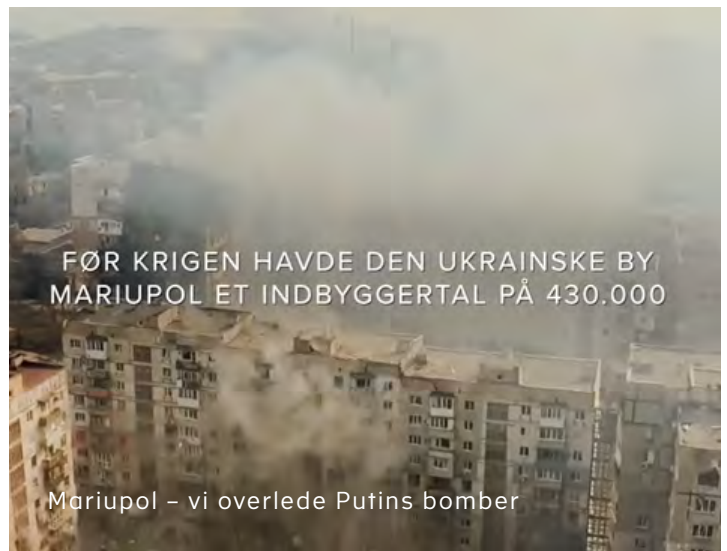 FØR KRIGEN HAVDE DEN UKRAINSKE BY
MARIUPOL ET INDBYGGERTAL PÅ 430.000
Mariupol – vi overlede Putins bomber